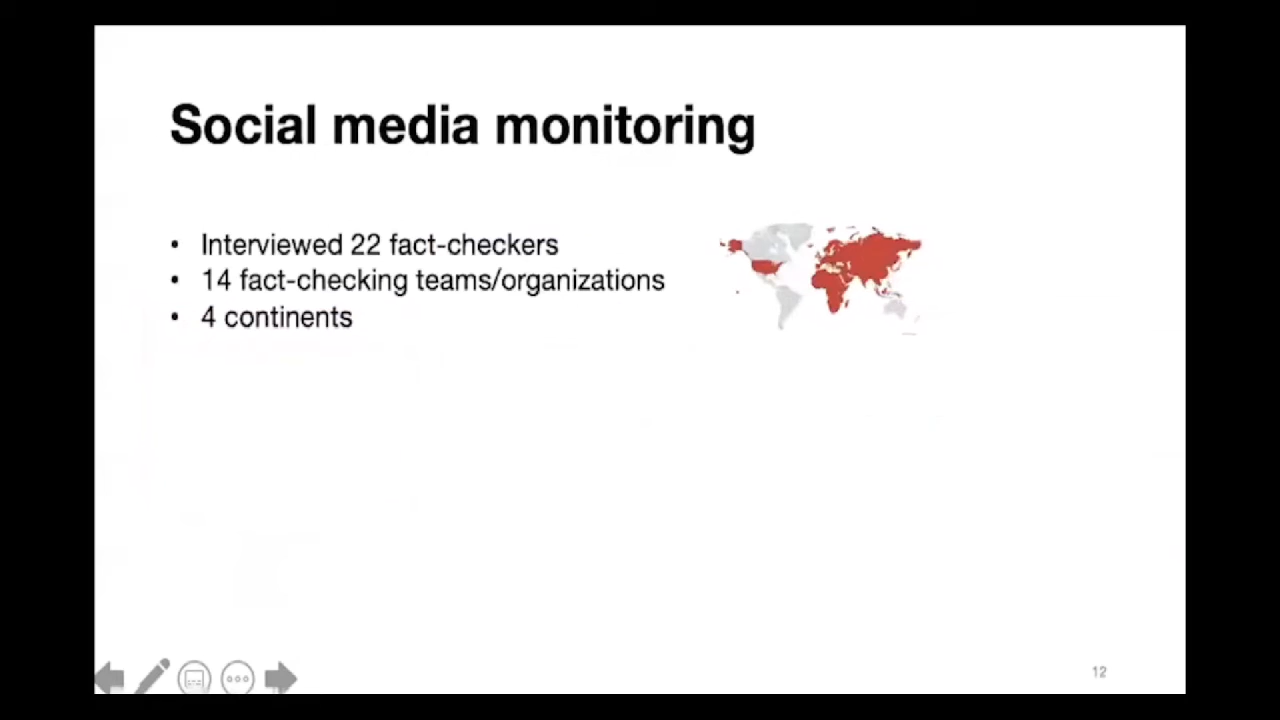 Social media monitoring
• Interviewed 22 fact-checkers
• 14 fact-checking teams/organizations
• 4 continents
12